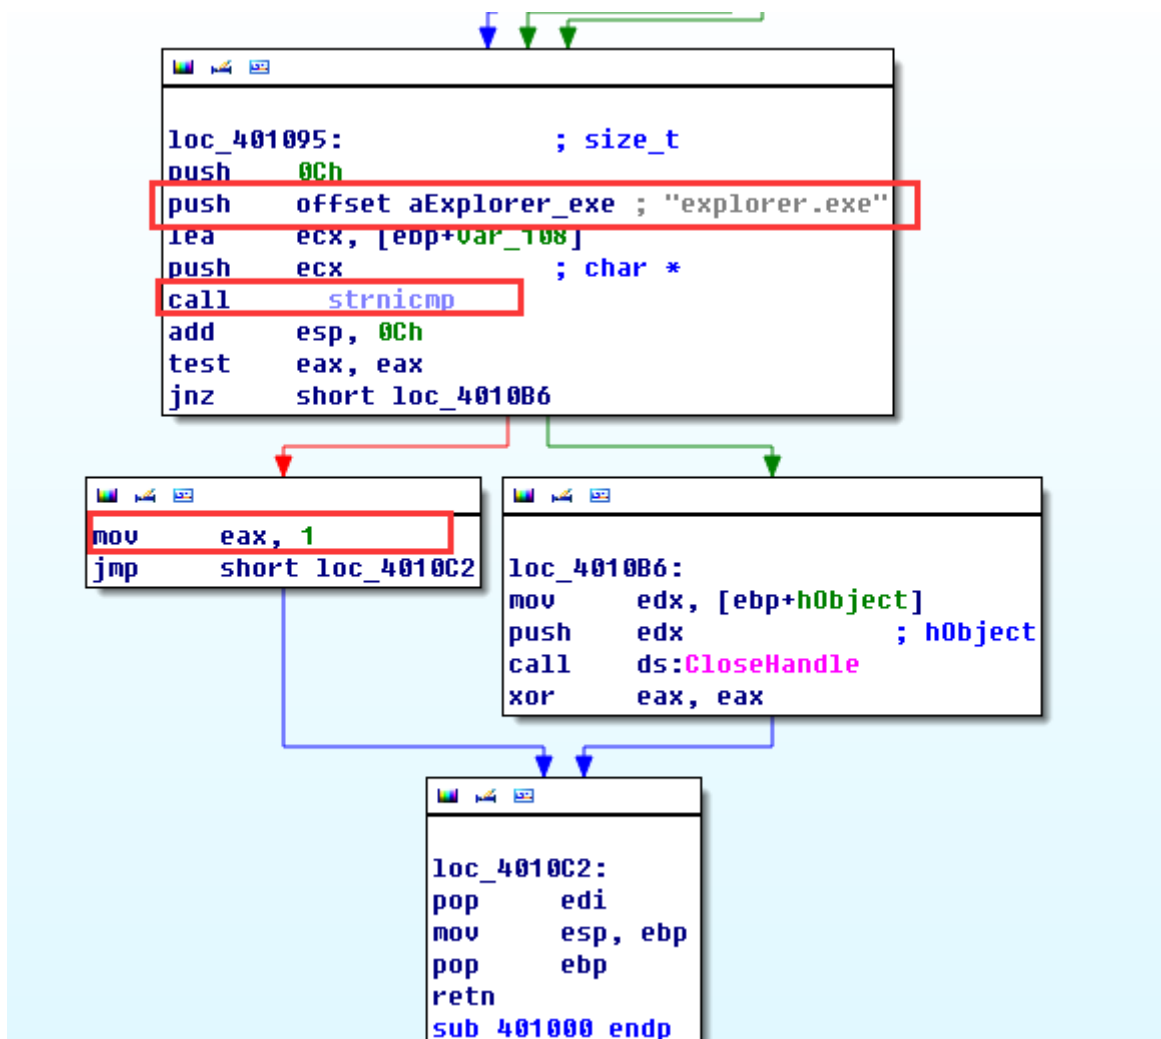 loc_401095: ; size_t
push 0Ch
push offset aExplorer_exe ; "explorer.exe"
lea ecx, [ebp+var_108]
push ecx ; char *
call strnicmp
add esp, 0Ch
test eax, eax
jnz short loc_4010B6
mov eax, 1
jmp short loc_4010C2
loc_4010B6:
mov edx, [ebp+hObject]
push edx ; hObject
call ds:CloseHandle
xor eax, eax
loc_4010C2:
pop edi
mov esp, ebp
pop ebp
retn
sub_401000 endp